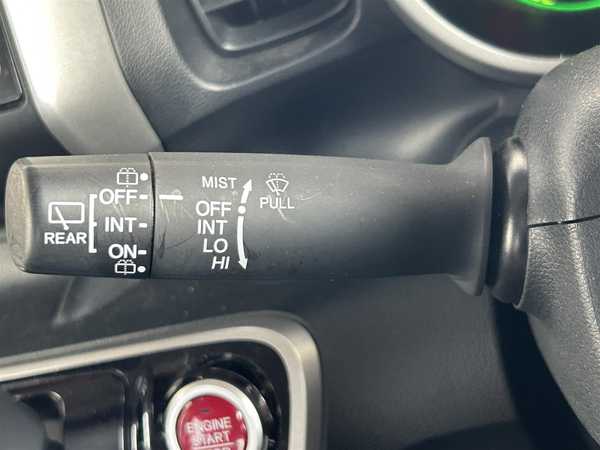 OFF
INT
REAR
ON
MIST
OFF
INT
LO
HI
PULL
ENGINE
START